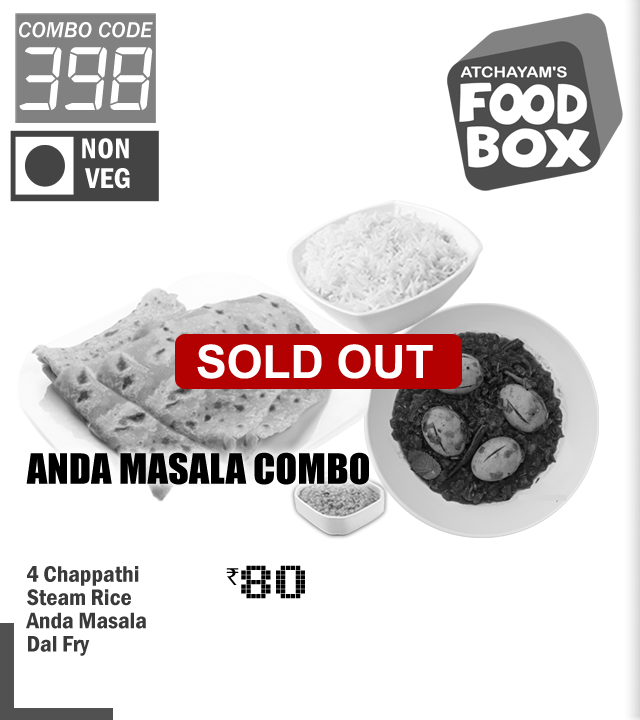 COMBO CODE
398
NON
VEG
ATCHAYAM'S
FOOD
BOX
SOLD OUT
ANDA MASALA COMBO
4 Chappathi
Steam Rice
Anda Masala
Dal Fry
₹80